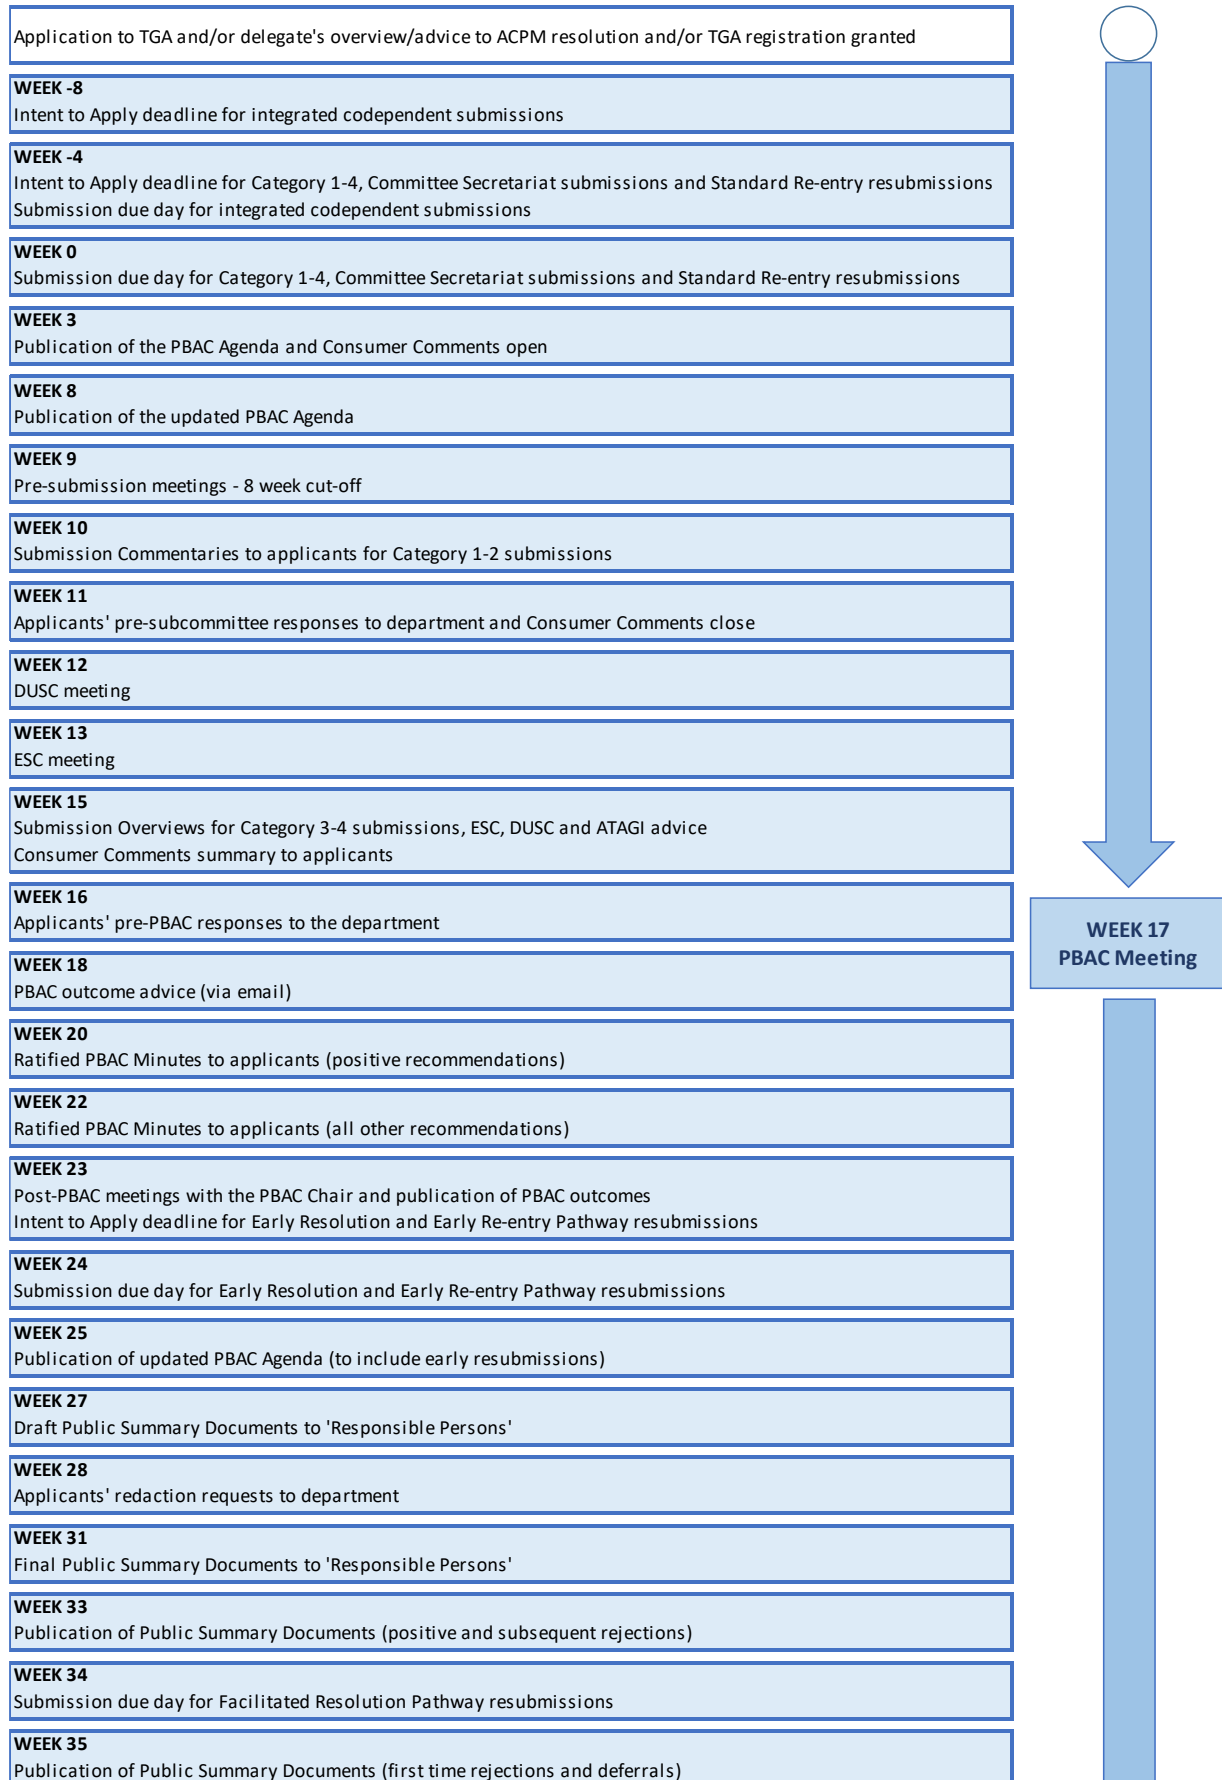 Application to TGA and/or delegate's overview/advice to ACPM resolution and/or TGA registration granted
WEEK -8
Intent to Apply deadline for integrated codependent submissions
WEEK -4
Intent to Apply deadline for Category 1-4, Committee Secretariat submissions and Standard Re-entry resubmissions
Submission due day for integrated codependent submissions
WEEK 0
Submission due day for Category 1-4, Committee Secretariat submissions and Standard Re-entry resubmissions
WEEK 3
Publication of the PBAC Agenda and Consumer Comments open
WEEK 8
Publication of the updated PBAC Agenda
WEEK 9
Pre-submission meetings - 8 week cut-off
WEEK 10
Submission Commentaries to applicants for Category 1-2 submissions
WEEK 11
Applicants' pre-subcommittee responses to department and Consumer Comments close
WEEK 12
DUSC meeting
WEEK 13
ESC meeting
WEEK 15
Submission Overviews for Category 3-4 submissions, ESC, DUSC and ATAGI advice
Consumer Comments summary to applicants
WEEK 16
Applicants' pre-PBAC responses to the department
WEEK 17
PBAC Meeting
WEEK 18
PBAC outcome advice (via email)
WEEK 20
Ratified PBAC Minutes to applicants (positive recommendations)
WEEK 22
Ratified PBAC Minutes to applicants (all other recommendations)
WEEK 23
Post-PBAC meetings with the PBAC Chair and publication of PBAC outcomes
Intent to Apply deadline for Early Resolution and Early Re-entry Pathway resubmissions
WEEK 24
Submission due day for Early Resolution and Early Re-entry Pathway resubmissions
WEEK 25
Publication of updated PBAC Agenda (to include early resubmissions)
WEEK 27
Draft Public Summary Documents to 'Responsible Persons'
WEEK 28
Applicants' redaction requests to department
WEEK 31
Final Public Summary Documents to 'Responsible Persons'
WEEK 33
Publication of Public Summary Documents (positive and subsequent rejections)
WEEK 34
Submission due day for Facilitated Resolution Pathway resubmissions
WEEK 35
Publication of Public Summary Documents (first time rejections and deferrals)